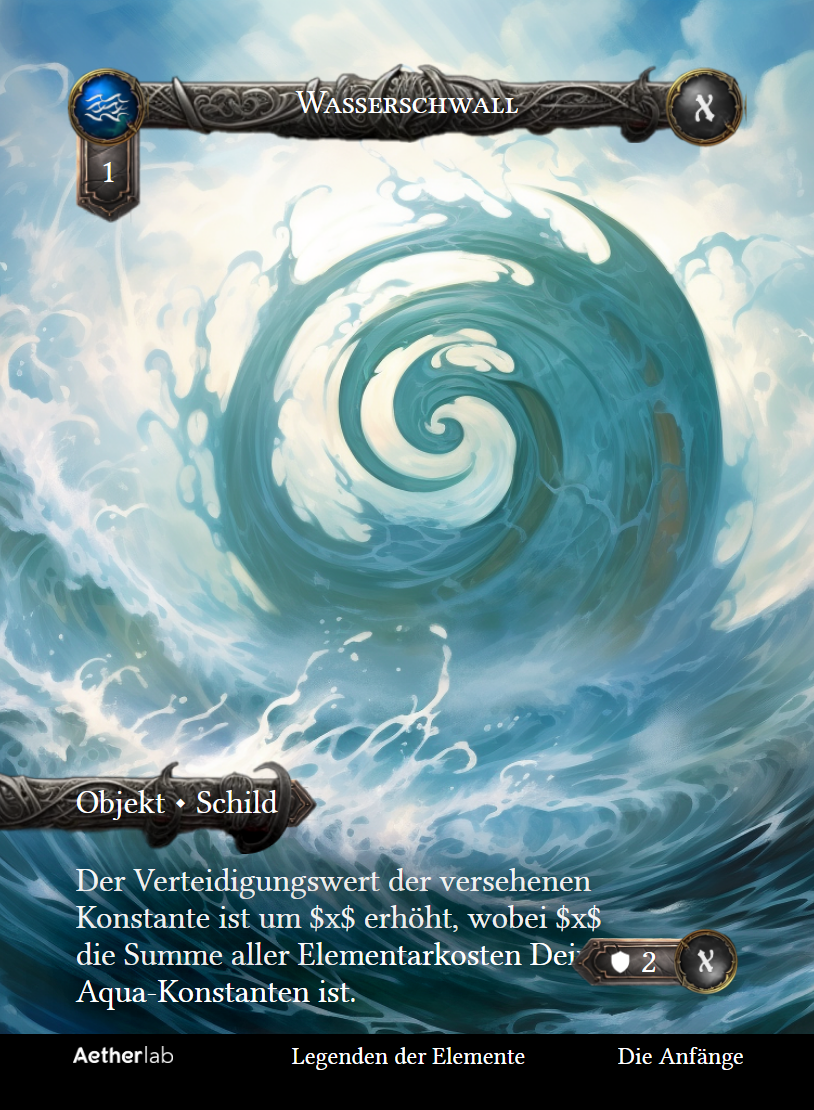 Wasserschwall
1
Objekt • Schild
Der Verteidigungswert der versehenen
Konstante ist um $x$ erhöht, wobei $x$
die Summe aller Elementarkosten
Aqua-Konstanten ist.
2
Aetherlab
Legenden der Elemente
Die Anfänge